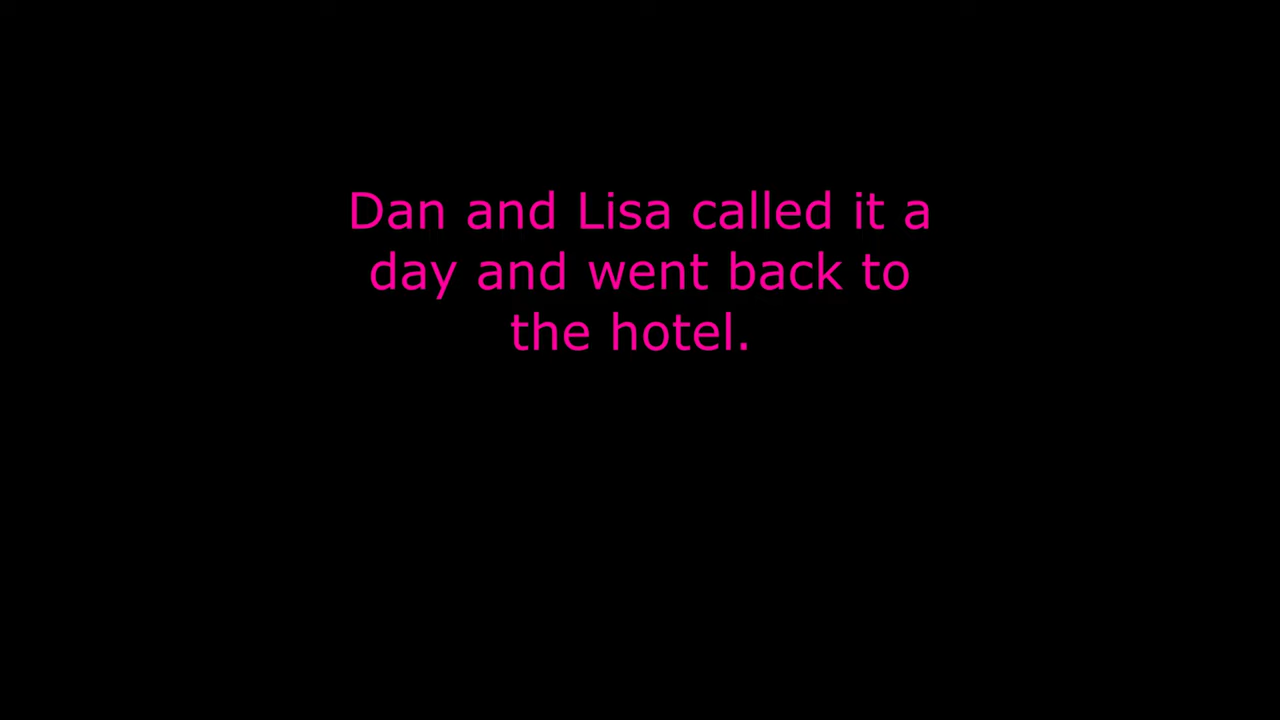 Dan and Lisa called it a
day and went back to
the hotel.